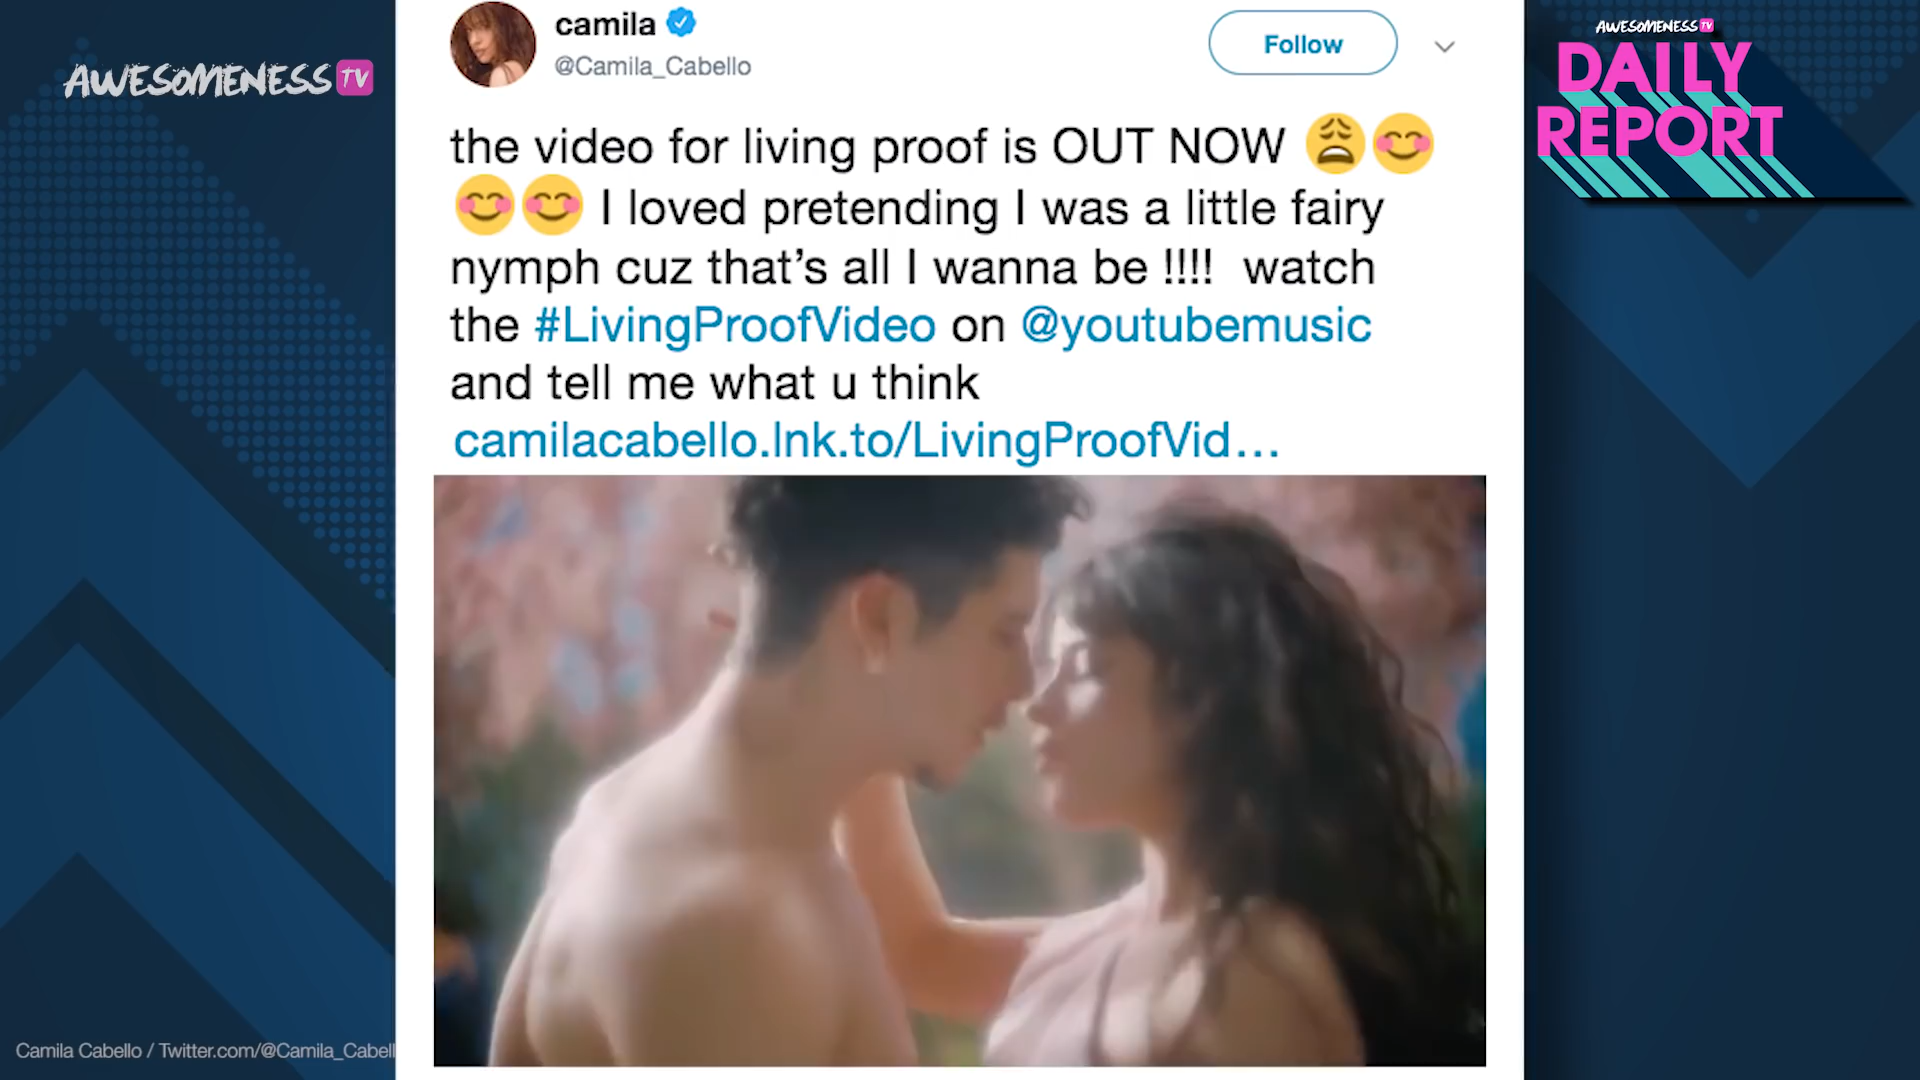 AWESOMENESS TV
camila
@Camila_Cabello
Follow
the video for living proof is OUT NOW 😩😊
😊😊 I loved pretending I was a little fairy
nymph cuz that’s all I wanna be !!!! watch
the #LivingProofVideo on @youtubemusic
and tell me what u think
camilacabello.lnk.to/LivingProofVid…
AWESOMENESS TV
DAILY
REPORT
Camila Cabello / Twitter.com/@Camila_Cabell